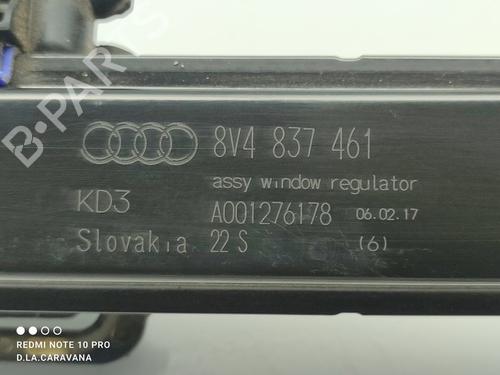 B-PARTS
8V4 837 461
assy window regulator
KD3 A001276178 06.02.17
Slovakia 22 S (6)
REDMI NOTE 10 PRO
D.LA.CARAVANA